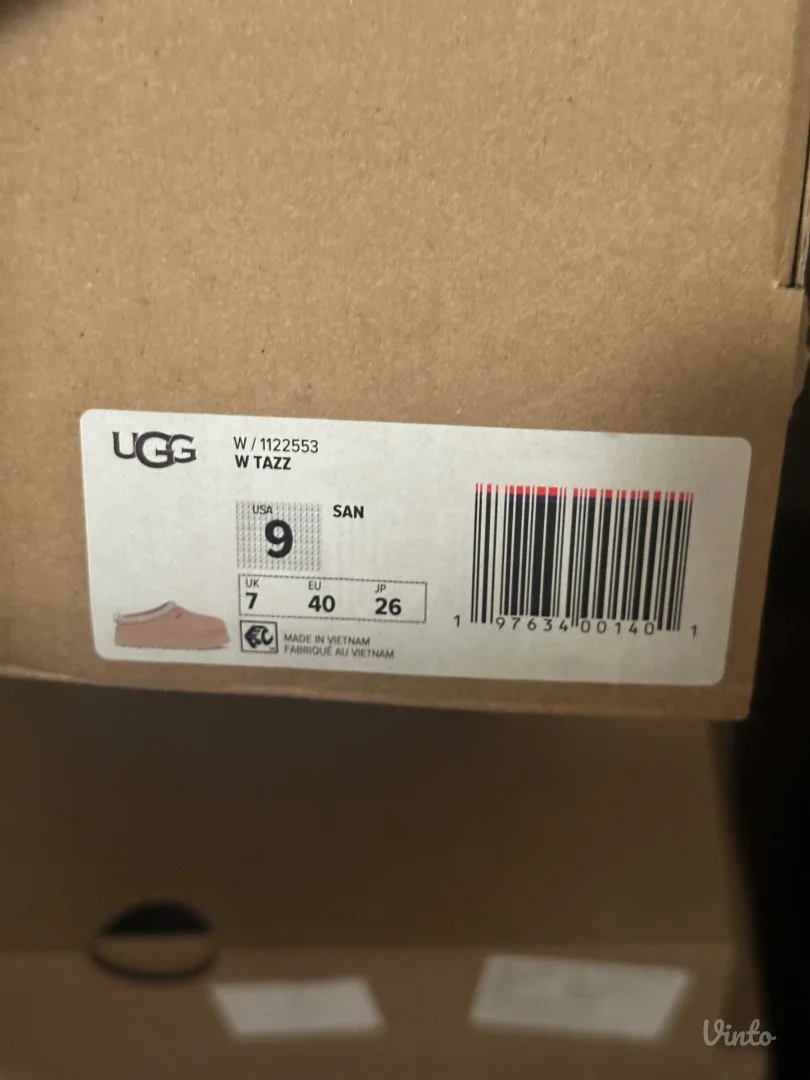 UGG
W / 1122553
W TAZZ
USA
9
SAN
UK EU JP
7 40 26
MADE IN VIETNAM
FABRIQUÉ AU VIETNAM
1 97634 00140 1
Vinto